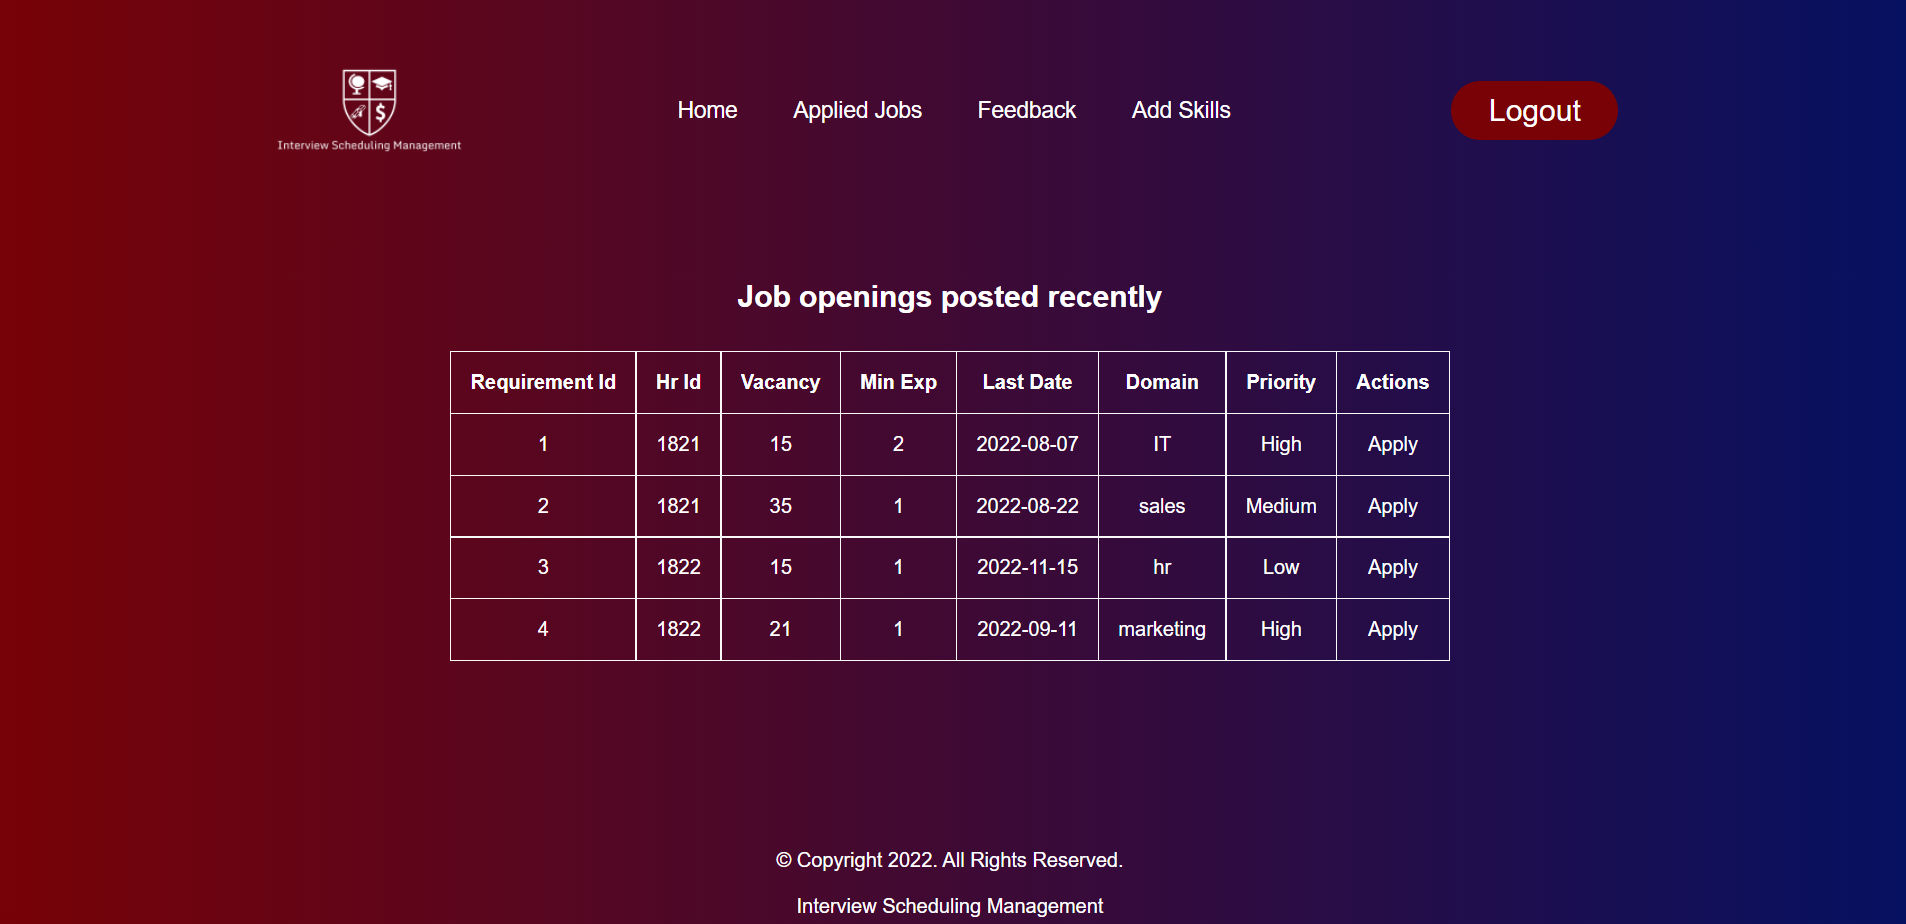 Interview Scheduling Management
Home Applied Jobs Feedback Add Skills Logout
Job openings posted recently
Requirement Id Hr Id Vacancy Min Exp Last Date Domain Priority Actions
1 1821 15 2 2022-08-07 IT High Apply
2 1821 35 1 2022-08-22 sales Medium Apply
3 1822 15 1 2022-11-15 hr Low Apply
4 1822 21 1 2022-09-11 marketing High Apply
© Copyright 2022. All Rights Reserved.
Interview Scheduling Management